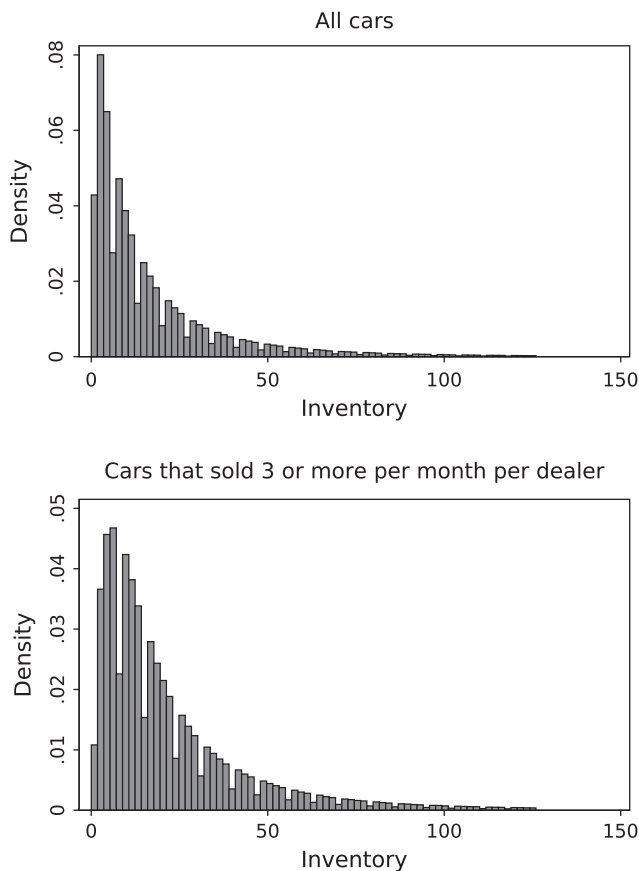 All cars
.08
.06
.04
.02
0
Density
0 50 100 150
Inventory
Cars that sold 3 or more per month per dealer
.05
.04
.03
.02
.01
0
Density
0 50 100 150
Inventory